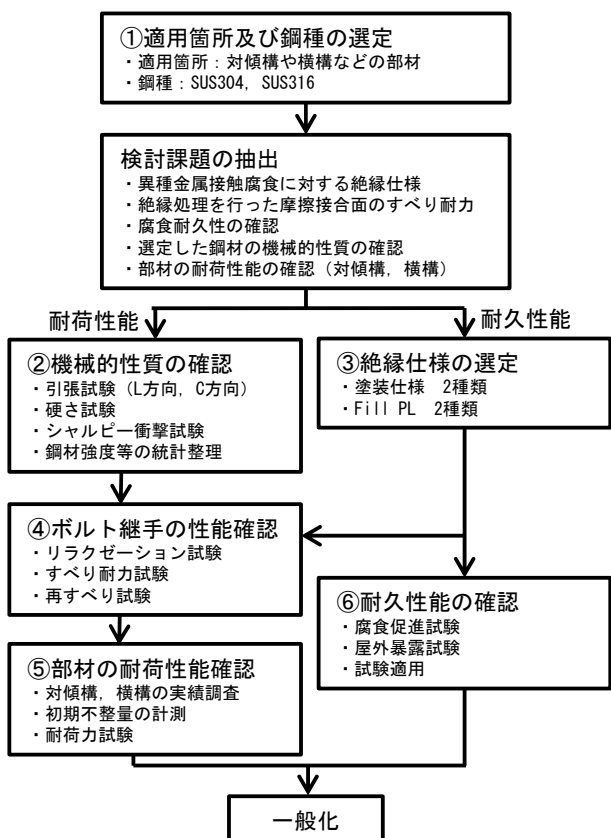 ①適用箇所及び鋼種の選定
・適用箇所：対傾構や横構などの部材
・鋼種：SUS304, SUS316
検討課題の抽出
・異種金属接触腐食に対する絶縁仕様
・絶縁処理を行った摩擦接合面のすべり耐力
・腐食耐久性の確認
・選定した鋼材の機械的性質の確認
・部材の耐荷性能の確認（対傾構, 横構）
耐荷性能
耐久性能
②機械的性質の確認
・引張試験（L方向, C方向）
・硬さ試験
・シャルピー衝撃試験
・鋼材強度等の統計整理
③絶縁仕様の選定
・塗装仕様　2種類
・Fill PL　2種類
④ボルト継手の性能確認
・リラクゼーション試験
・すべり耐力試験
・再すべり試験
⑥耐久性能の確認
・腐食促進試験
・屋外暴露試験
・試験適用
⑤部材の耐荷性能確認
・対傾構, 横構の実績調査
・初期不整量の計測
・耐荷力試験
一般化